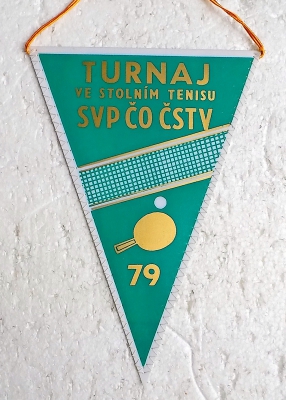 TURNAJ
VE STOLNÍM TENISU
SVP ČO ČSTV
79